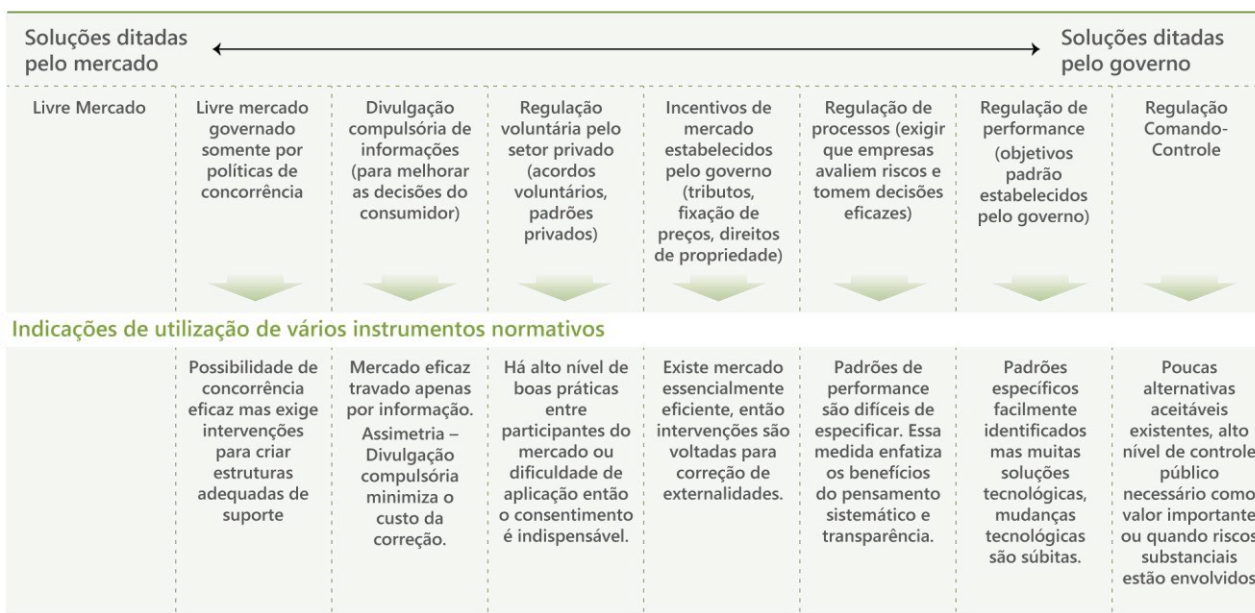 Soluções ditadas
pelo mercado
Soluções ditadas
pelo governo
Livre Mercado
Livre mercado
governado
somente por
políticas de
concorrência
Divulgação
compulsória de
informações
(para melhorar
as decisões do
consumidor)
Regulação
voluntária pelo
setor privado
(acordos
voluntários,
padrões
privados)
Incentivos de
mercado
estabelecidos
pelo governo
(tributos,
fixação de
preços, direitos
de propriedade)
Regulação de
processos (exigir
que empresas
avaliem riscos e
tomem decisões
eficazes)
Regulação de
performance
(objetivos
padrão
estabelecidos
pelo governo)
Regulação
Comando-
Controle
Indicações de utilização de vários instrumentos normativos
Possibilidade de
concorrência
eficaz mas exige
intervenções
para criar
estruturas
adequadas de
suporte
Mercado eficaz
travado apenas
por informação.
Assimetria –
Divulgação
compulsória
minimiza o
custo da
correção.
Há alto nível de
boas práticas
entre
participantes do
mercado ou
dificuldade de
aplicação então
o consentimento
é indispensável.
Existe mercado
essencialmente
eficiente, então
intervenções são
voltadas para
correção de
externalidades.
Padrões de
performance
são difíceis de
especificar. Essa
medida enfatiza
os benefícios
do pensamento
sistemático e
transparência.
Padrões
específicos
facilmente
identificados
mas muitas
soluções
tecnológicas,
mudanças
tecnológicas
são súbitas.
Poucas
alternativas
aceitáveis
existentes, alto
nível de controle
público
necessário como
valor importante
ou quando riscos
substanciais
estão envolvidos